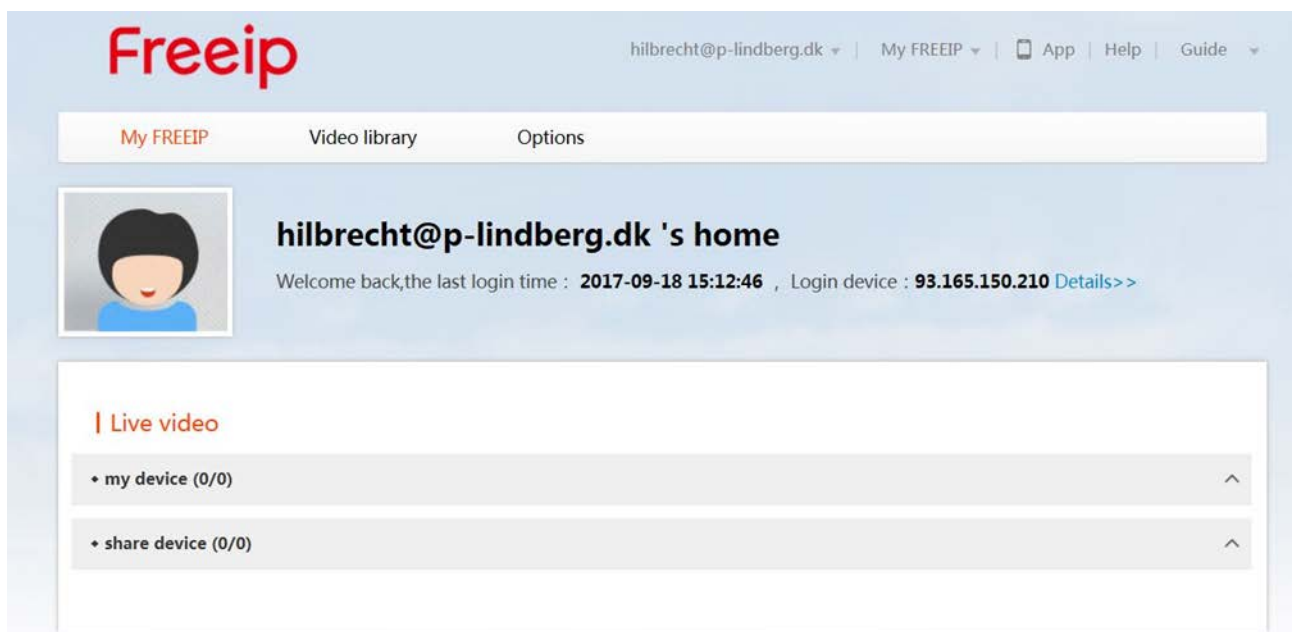 Freeip
hilbrecht@p-lindberg.dk | My FREEIP | App | Help | Guide
My FREEIP Video library Options
hilbrecht@p-lindberg.dk 's home
Welcome back,the last login time : 2017-09-18 15:12:46 , Login device : 93.165.150.210 Details>>
Live video
• my device (0/0)
• share device (0/0)